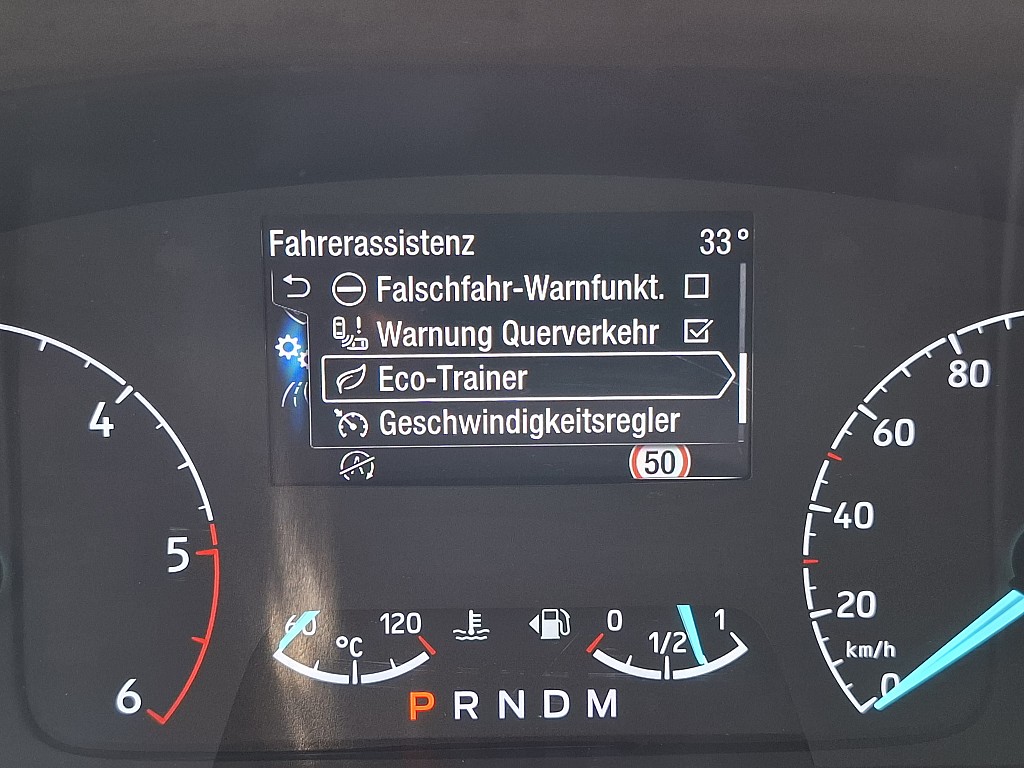 Fahrerassistenz 33°
Falschfahr-Warnfunkt.
Warnung Querverkehr
Eco-Trainer
Geschwindigkeitsregler
A 50
4
5
6
80
60
40
20
km/h
0
60 °C 120
0 1/2 1
P R N D M